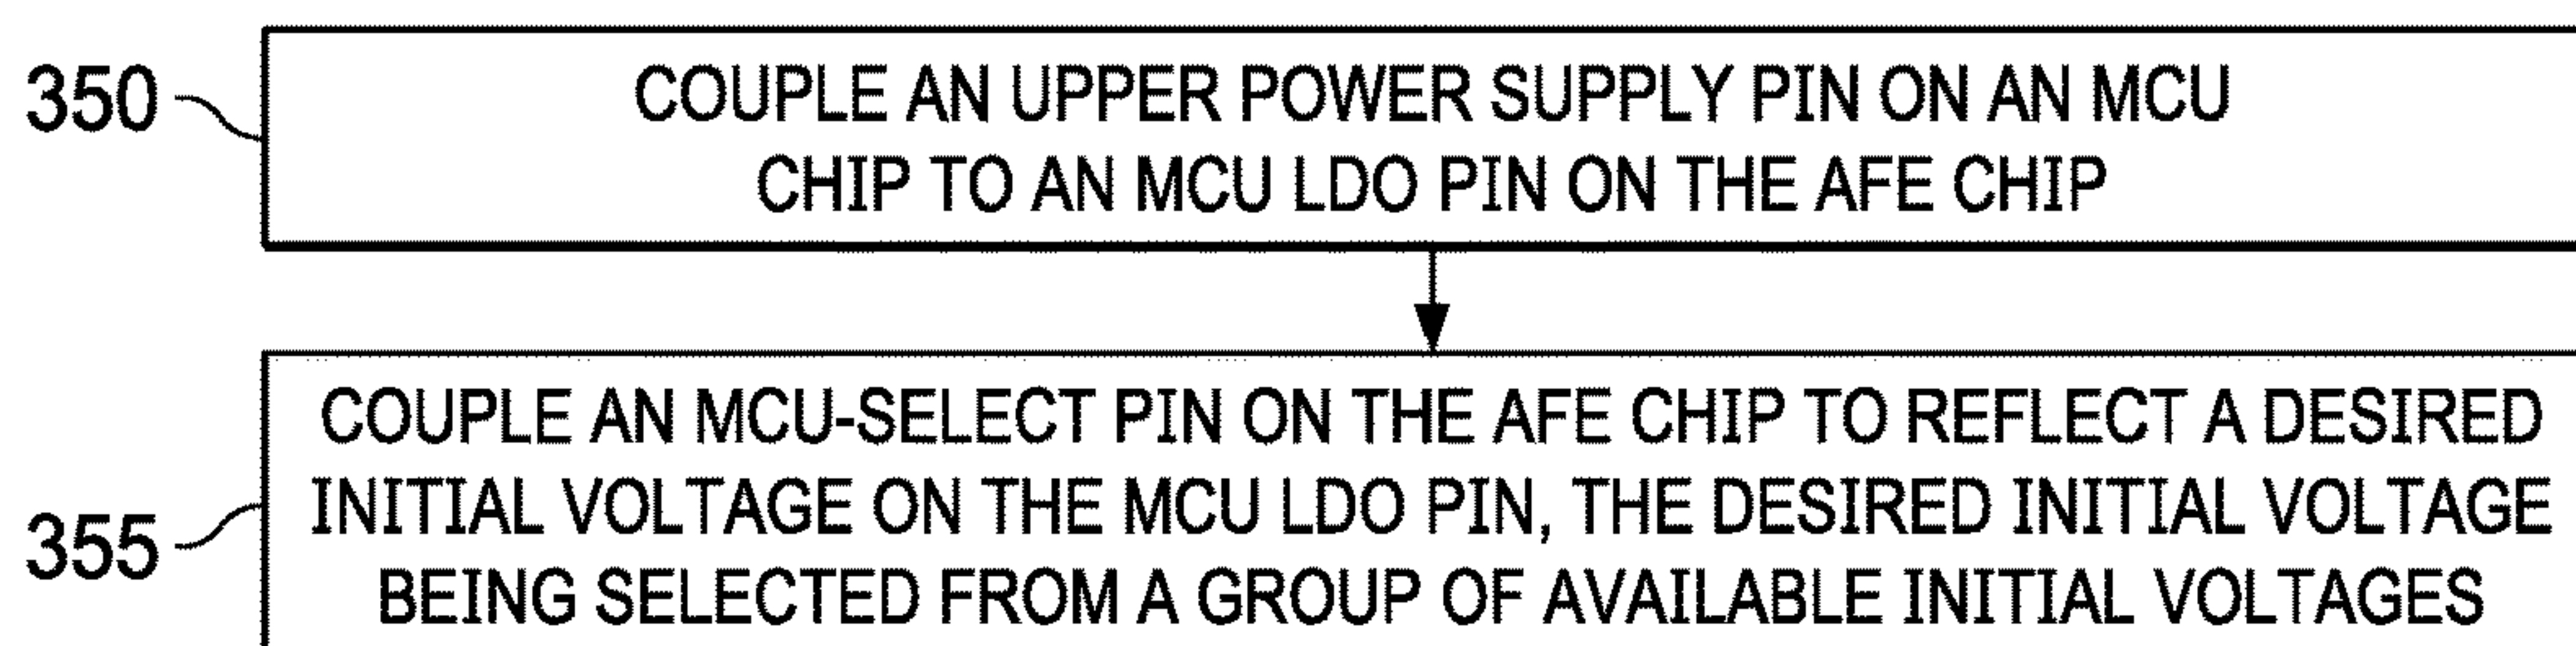 350
COUPLE AN UPPER POWER SUPPLY PIN ON AN MCU
CHIP TO AN MCU LDO PIN ON THE AFE CHIP
355
COUPLE AN MCU-SELECT PIN ON THE AFE CHIP TO REFLECT A DESIRED
INITIAL VOLTAGE ON THE MCU LDO PIN, THE DESIRED INITIAL VOLTAGE
BEING SELECTED FROM A GROUP OF AVAILABLE INITIAL VOLTAGES